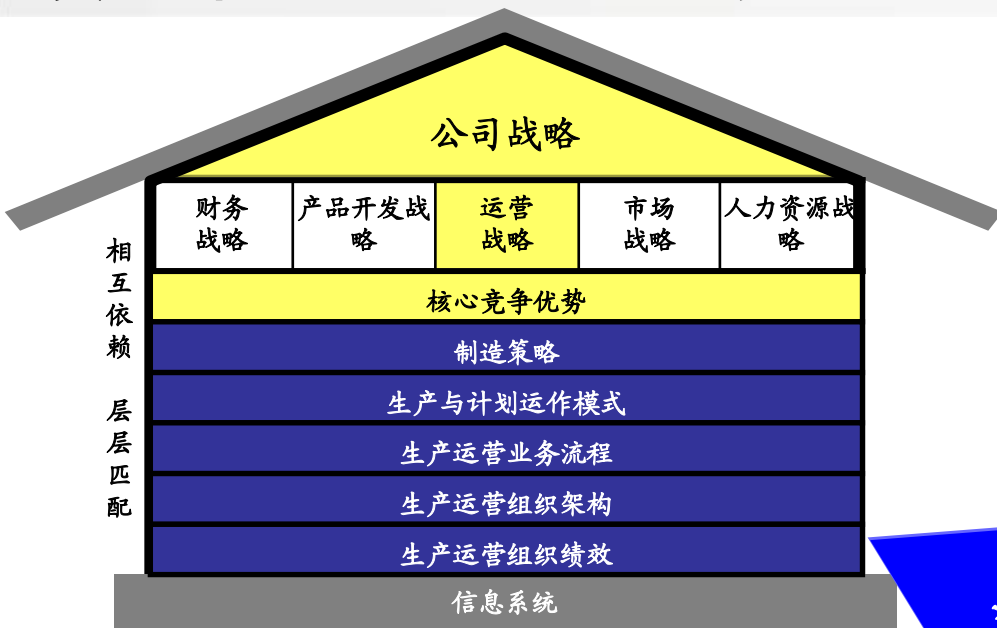 公司战略
财务
战略
产品开发战
略
运营
战略
市场
战略
人力资源战
略
相互依赖 层层匹配
核心竞争优势
制造策略
生产与计划运作模式
生产运营业务流程
生产运营组织架构
生产运营组织绩效
信息系统